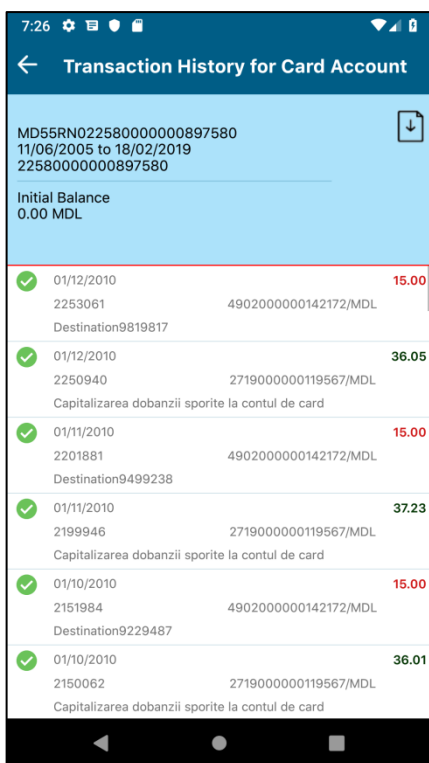 7:26
Transaction History for Card Account
MD55RN022580000000897580
11/06/2005 to 18/02/2019
22580000000897580
Initial Balance
0.00 MDL
01/12/2010 15.00
2253061 4902000000142172/MDL
Destination9819817
01/12/2010 36.05
2250940 2719000000119567/MDL
Capitalizarea dobanzii sporite la contul de card
01/11/2010 15.00
2201881 4902000000142172/MDL
Destination9499238
01/11/2010 37.23
2199946 2719000000119567/MDL
Capitalizarea dobanzii sporite la contul de card
01/10/2010 15.00
2151984 4902000000142172/MDL
Destination9229487
01/10/2010 36.01
2150062 2719000000119567/MDL
Capitalizarea dobanzii sporite la contul de card